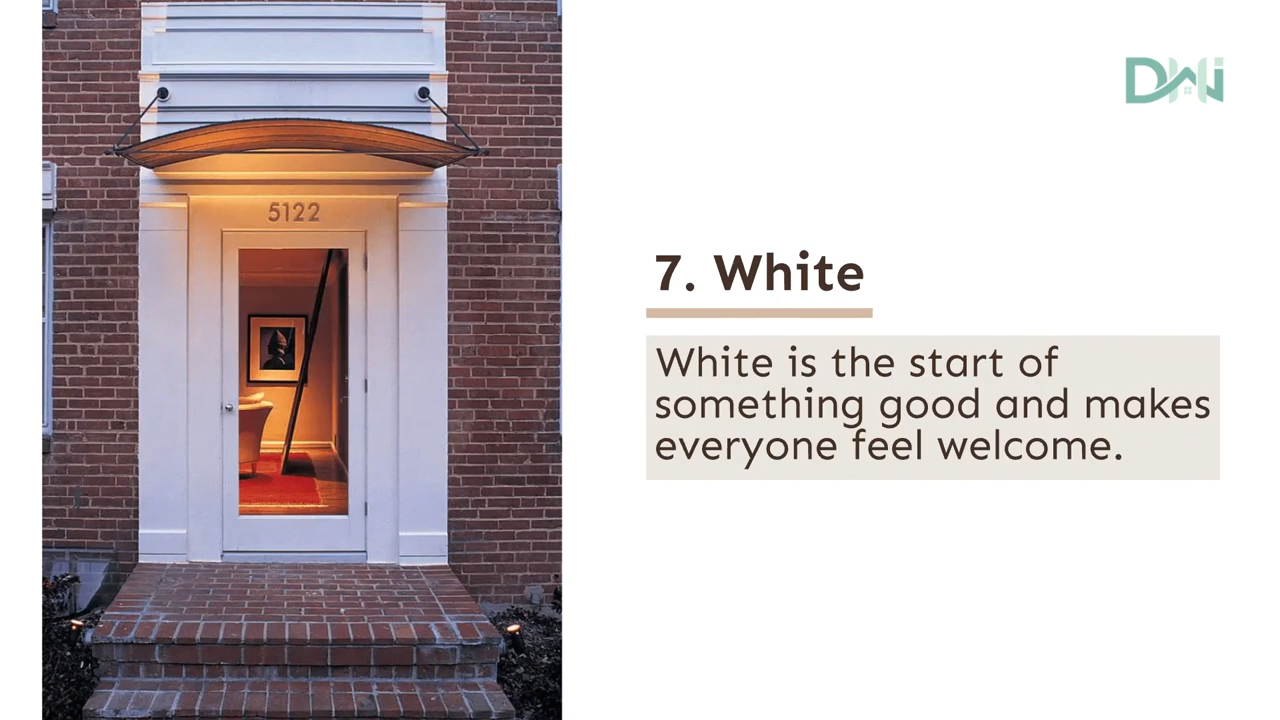 DWi
5122
7. White
White is the start of
something good and makes
everyone feel welcome.